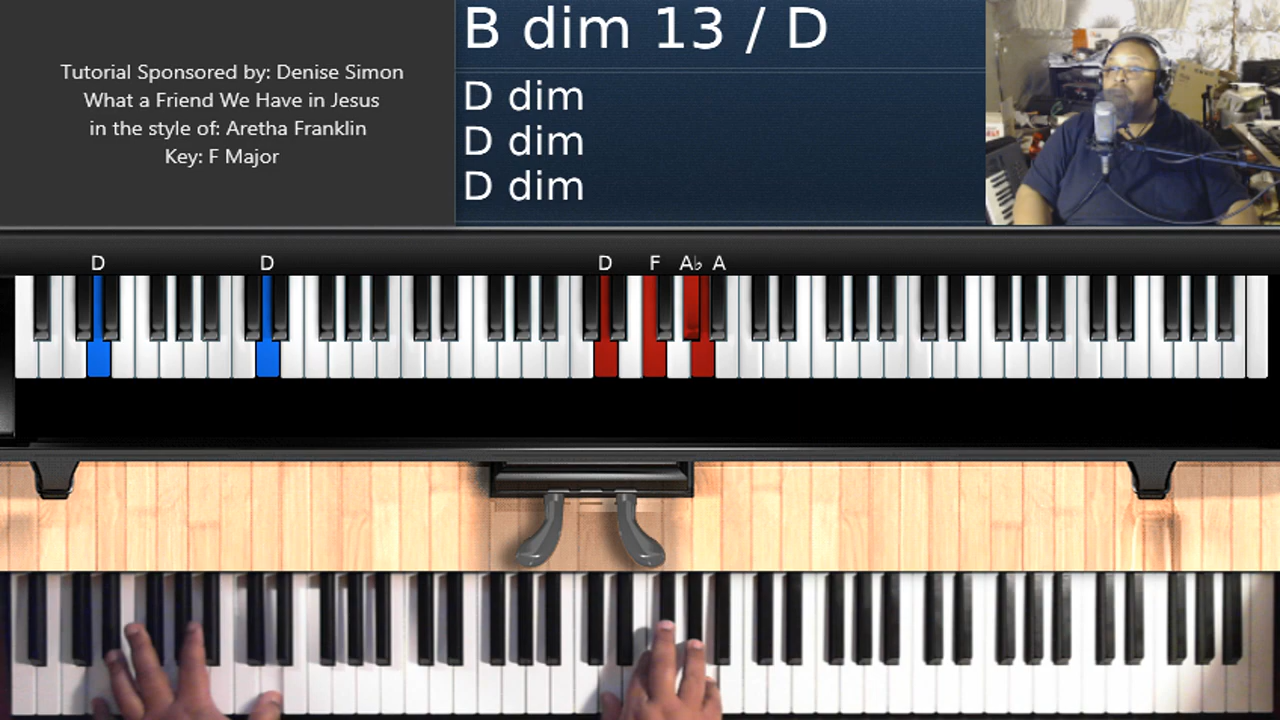 Tutorial Sponsored by: Denise Simon
What a Friend We Have in Jesus
in the style of: Aretha Franklin
Key: F Major
B dim 13 / D
D dim
D dim
D dim
D D D F A♭ A